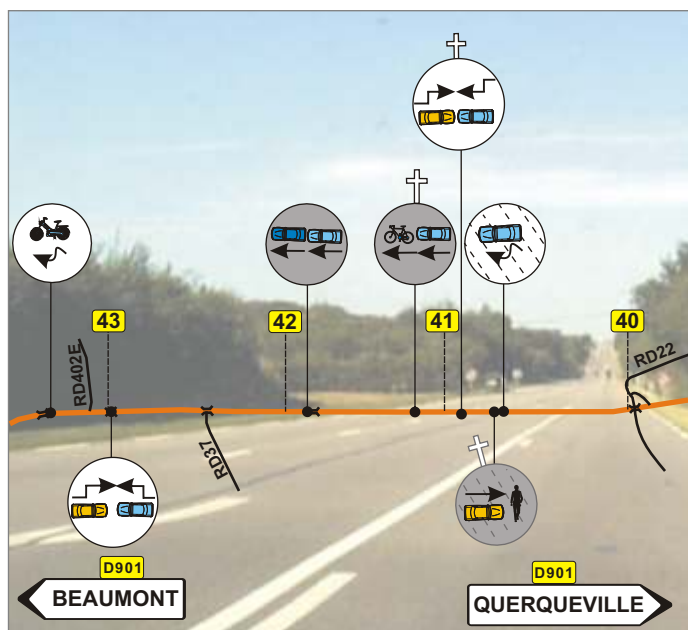 43
42
41
40
RD402E
RD37
RD22
D901
BEAUMONT
D901
QUERQUEVILLE